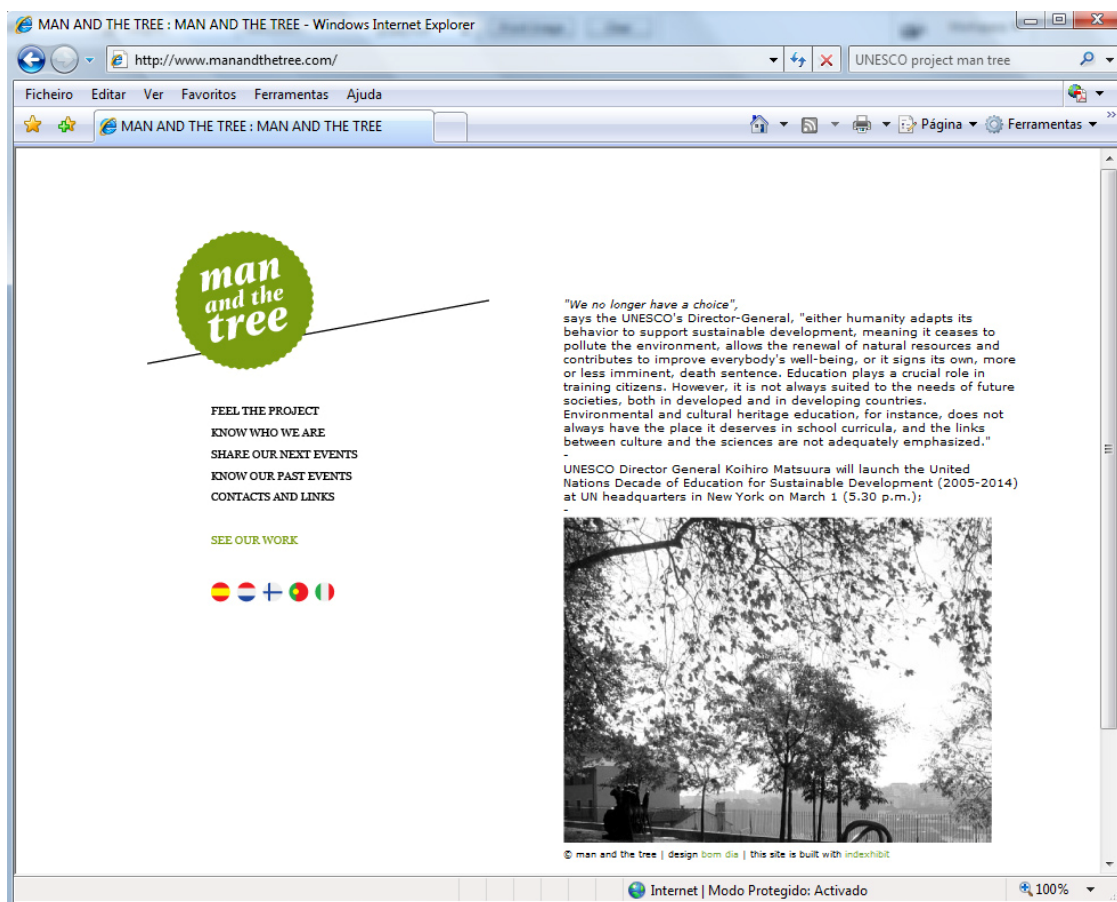 MAN AND THE TREE : MAN AND THE TREE - Windows Internet Explorer
http://www.manandthetree.com/
UNESCO project man tree
Ficheiro Editar Ver Favoritos Ferramentas Ajuda
MAN AND THE TREE : MAN AND THE TREE
Página
Ferramentas
man
and the
tree
FEEL THE PROJECT
KNOW WHO WE ARE
SHARE OUR NEXT EVENTS
KNOW OUR PAST EVENTS
CONTACTS AND LINKS
SEE OUR WORK
"We no longer have a choice",
says the UNESCO's Director-General, "either humanity adapts its
behavior to support sustainable development, meaning it ceases to
pollute the environment, allows the renewal of natural resources and
contributes to improve everybody's well-being, or it signs its own, more
or less imminent, death sentence. Education plays a crucial role in
training citizens. However, it is not always suited to the needs of future
societies, both in developed and in developing countries.
Environmental and cultural heritage education, for instance, does not
always have the place it deserves in school curricula, and the links
between culture and the sciences are not adequately emphasized."
-
UNESCO Director General Koihiro Matsuura will launch the United
Nations Decade of Education for Sustainable Development (2005-2014)
at UN headquarters in New York on March 1 (5.30 p.m.);
-
© man and the tree | design bom dia | this site is built with indexhibit
Internet | Modo Protegido: Activado
100%